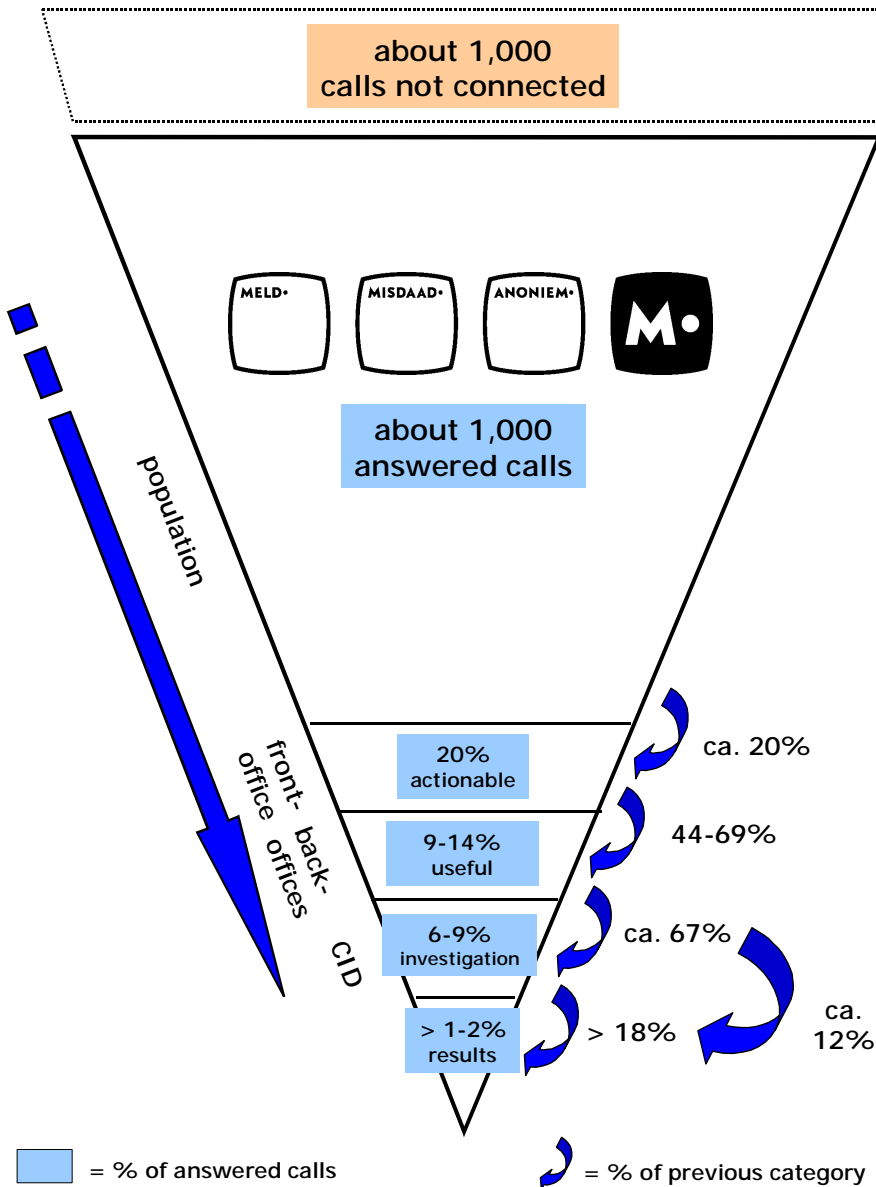 about 1,000
calls not connected
MELD•
MISDAAD•
ANONIEM•
M•
about 1,000
answered calls
population
front-office
back-offices
CID
20%
actionable
ca. 20%
9-14%
useful
44-69%
6-9%
investigation
ca. 67%
> 1-2%
results
> 18%
ca.
12%
= % of answered calls
= % of previous category